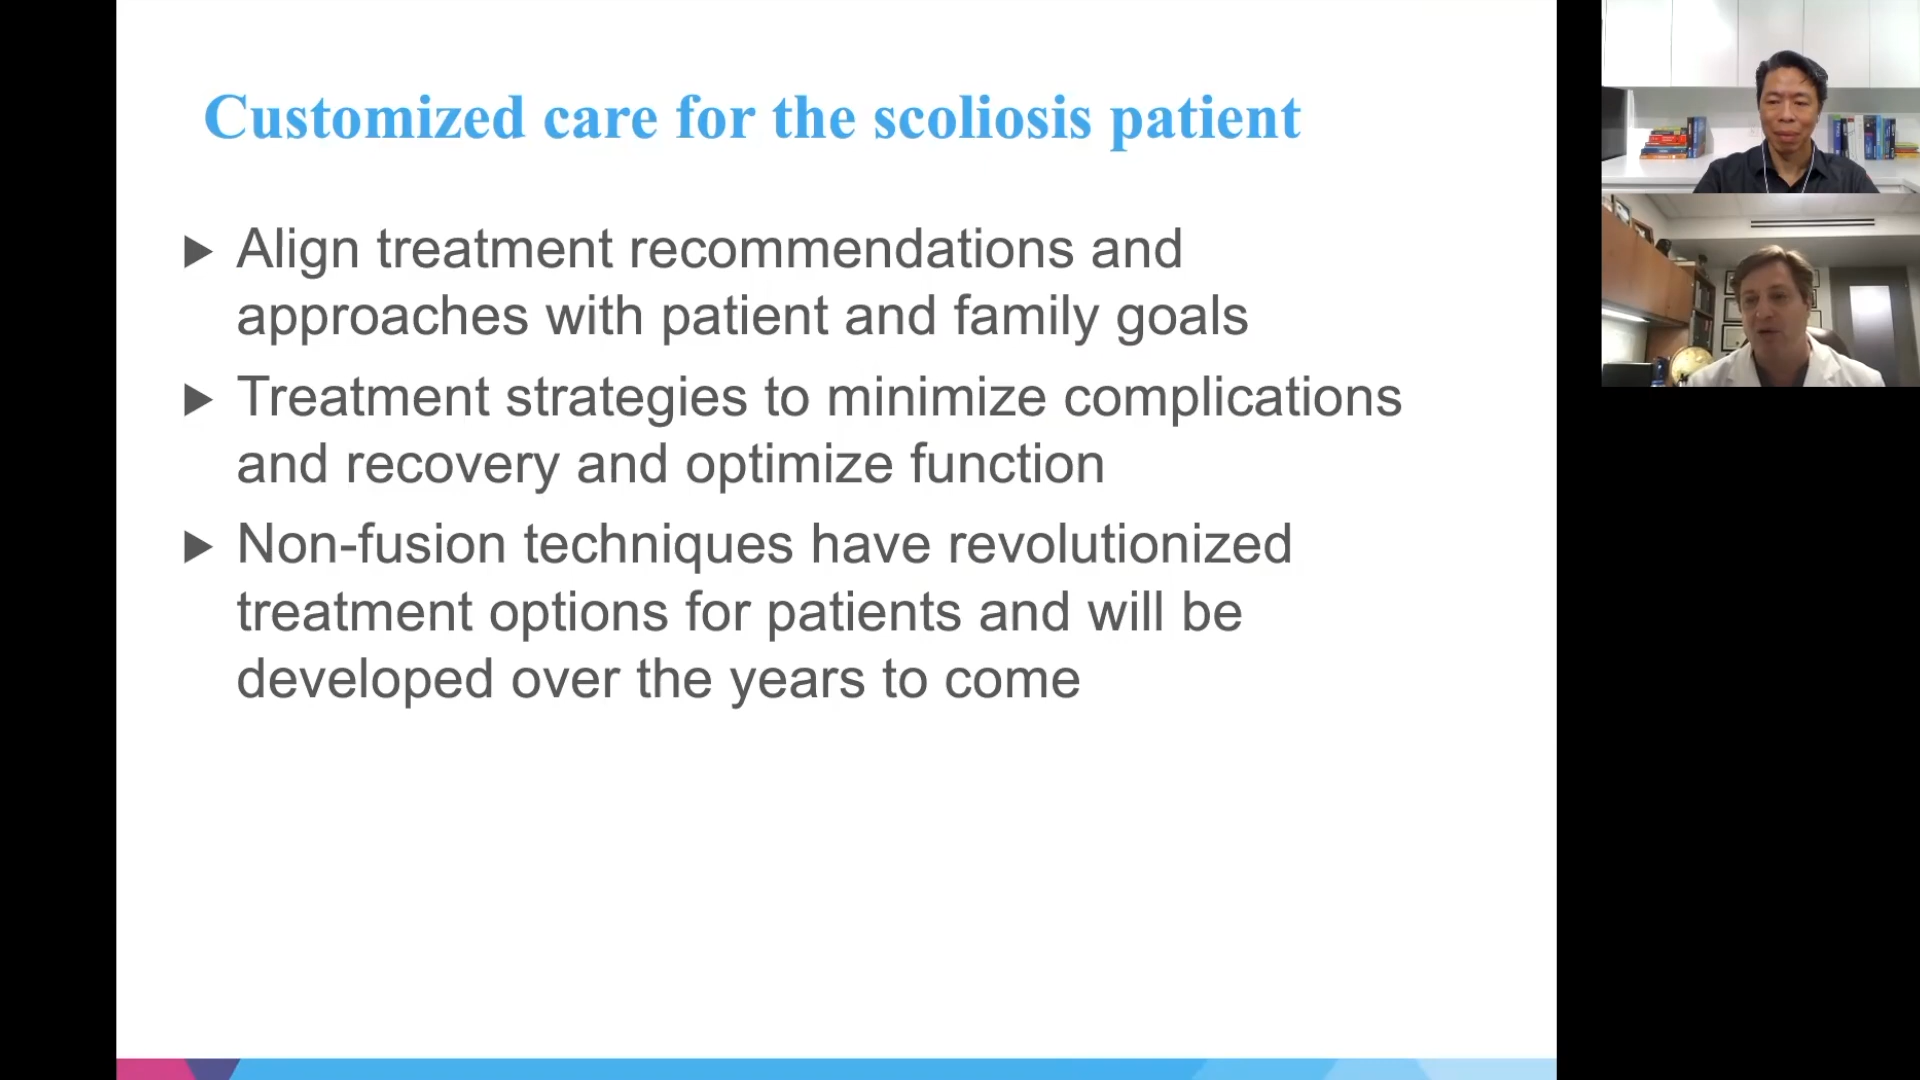 Customized care for the scoliosis patient
Align treatment recommendations and
approaches with patient and family goals
Treatment strategies to minimize complications
and recovery and optimize function
Non-fusion techniques have revolutionized
treatment options for patients and will be
developed over the years to come